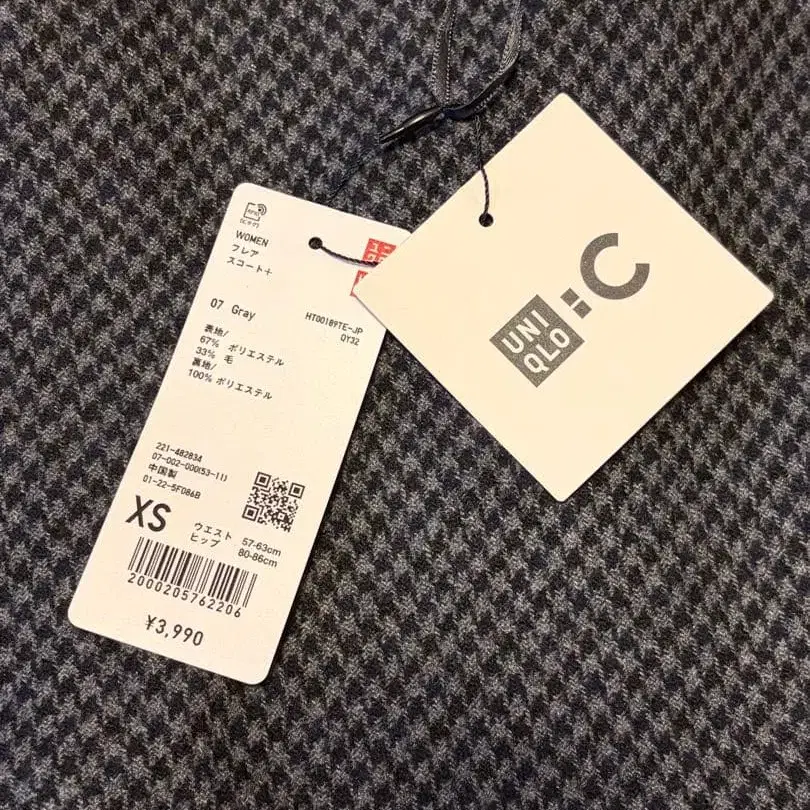 WOMEN
フレア
スコート+
07 Gray
HT00189TE-JP
QY32
表地/
67% ポリエステル
33% 毛
裏地/
100% ポリエステル
221-482834
07-002-000(53-11)
中国製
01-22-5F086B
XS
ウエスト 57-63cm
ヒップ 80-86cm
2000205762206
¥3,990
UNI
QLO
: C